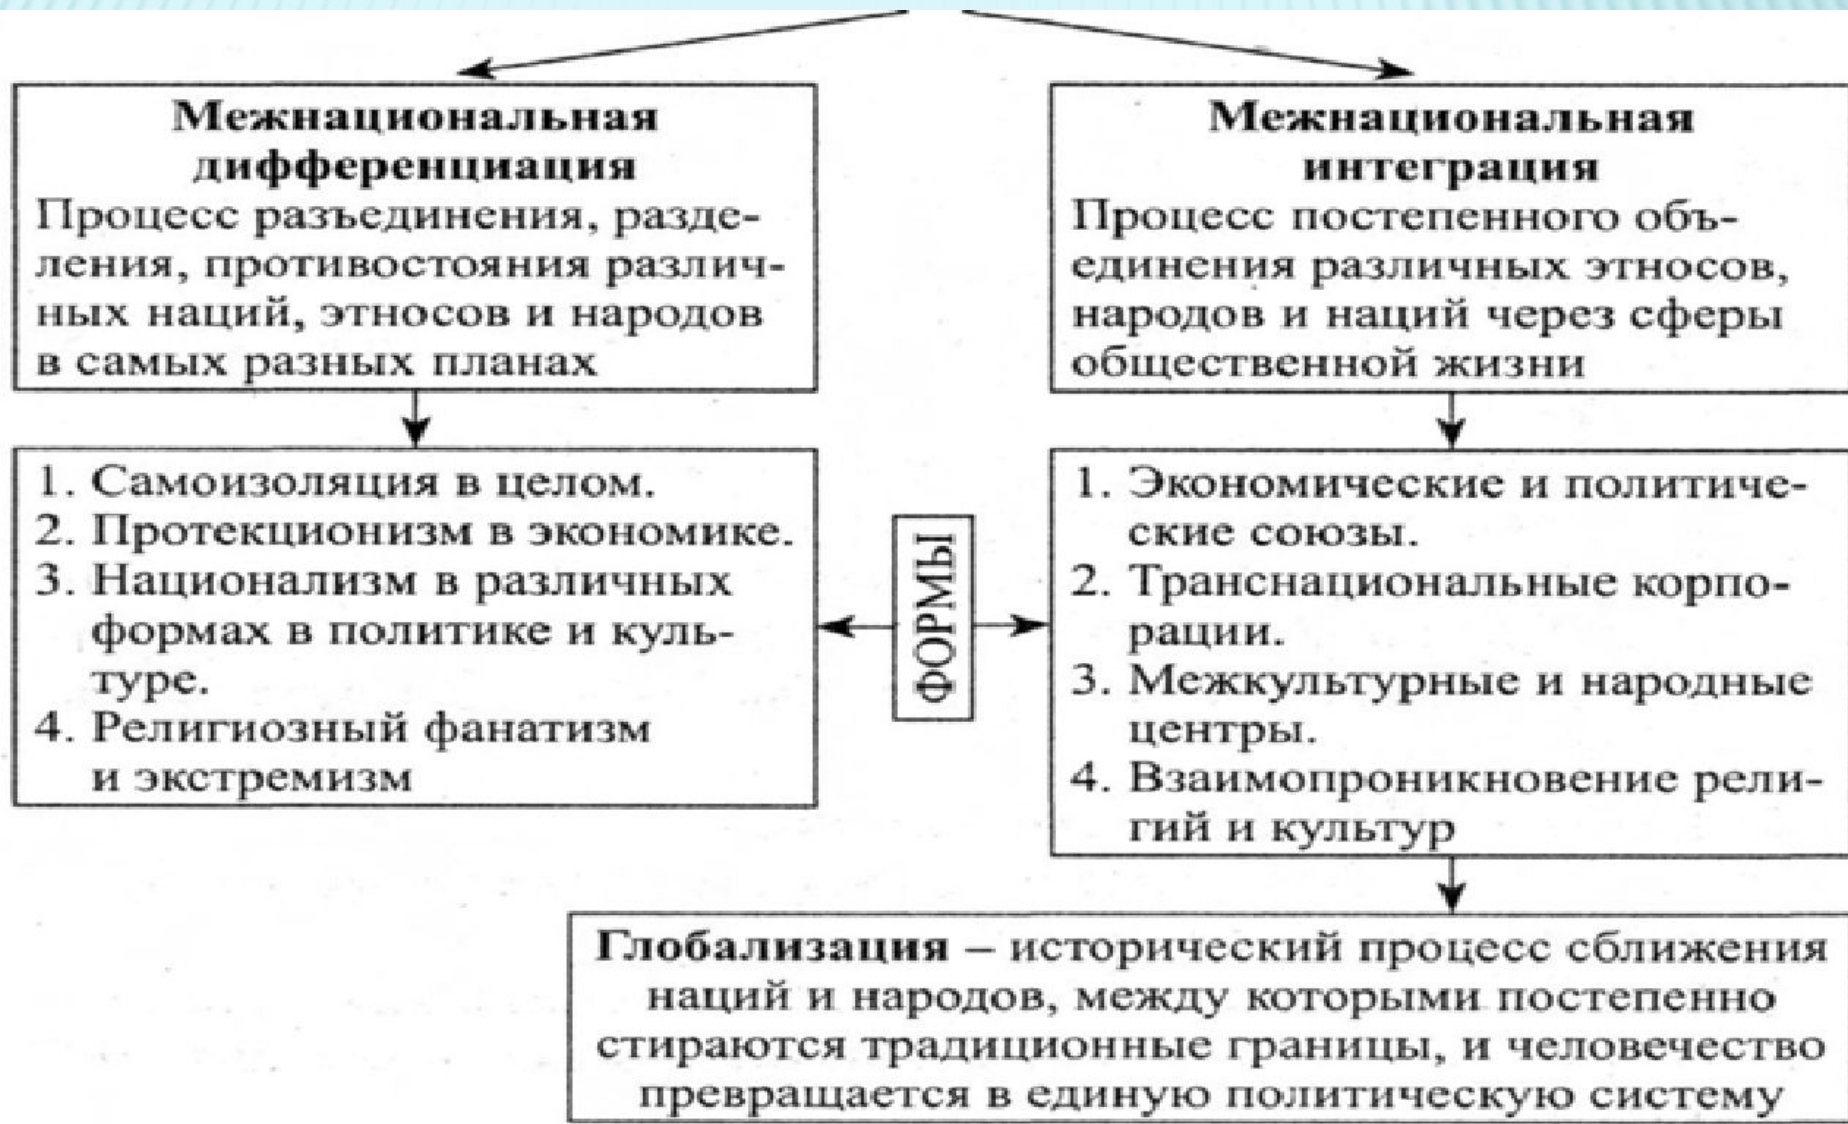 Межнациональная
дифференциация
Процесс разъединения, разде-
ления, противостояния различ-
ных наций, этносов и народов
в самых разных планах
Межнациональная
интеграция
Процесс постепенного объ-
единения различных этносов,
народов и наций через сферы
общественной жизни
1. Самоизоляция в целом.
2. Протекционизм в экономике.
3. Национализм в различных
формах в политике и куль-
туре.
4. Религиозный фанатизм
и экстремизм
ФОРМЫ
1. Экономические и политиче-
ские союзы.
2. Транснациональные корпо-
рации.
3. Межкультурные и народные
центры.
4. Взаимопроникновение рели-
гий и культур
Глобализация – исторический процесс сближения
наций и народов, между которыми постепенно
стираются традиционные границы, и человечество
превращается в единую политическую систему